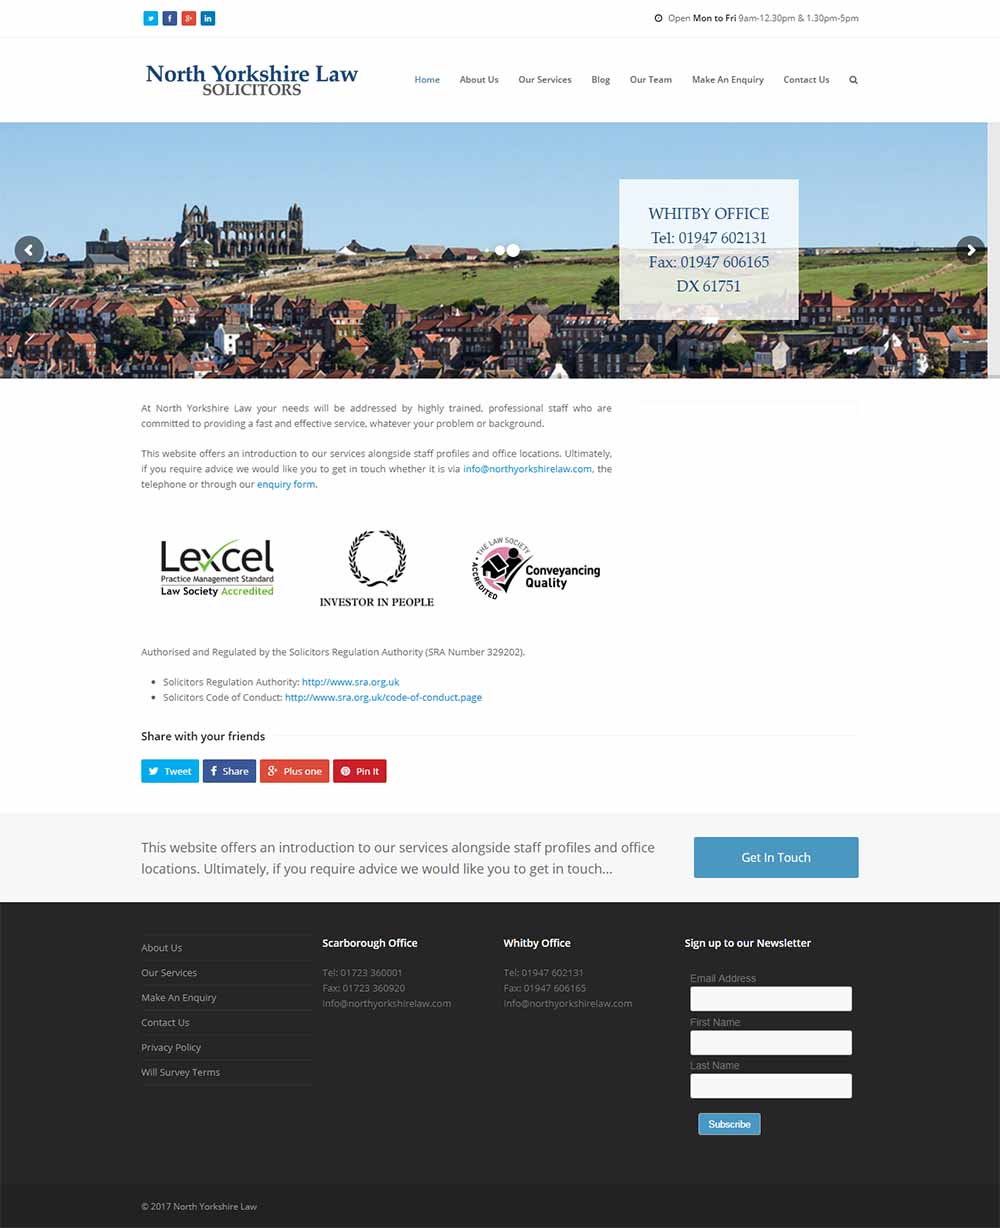 Open Mon to Fri 9am-12.30pm & 1.30pm-5pm
North Yorkshire Law
SOLICITORS
Home About Us Our Services Blog Our Team Make An Enquiry Contact Us
WHITBY OFFICE
Tel: 01947 602131
Fax: 01947 606165
DX 61751
At North Yorkshire Law your needs will be addressed by highly trained, professional staff who are
committed to providing a fast and effective service, whatever your problem or background.
This website offers an introduction to our services alongside staff profiles and office locations. Ultimately,
if you require advice we would like you to get in touch whether it is via info@northyorkshirelaw.com, the
telephone or through our enquiry form.
Lexcel
Practice Management Standard
Law Society Accredited
INVESTOR IN PEOPLE
THE LAW SOCIETY
ACCREDITED
Conveyancing
Quality
Authorised and Regulated by the Solicitors Regulation Authority (SRA Number 329202).
Solicitors Regulation Authority: http://www.sra.org.uk
Solicitors Code of Conduct: http://www.sra.org.uk/code-of-conduct.page
Share with your friends
Tweet Share Plus one Pin It
This website offers an introduction to our services alongside staff profiles and office
locations. Ultimately, if you require advice we would like you to get in touch...
Get In Touch
About Us
Our Services
Make An Enquiry
Contact Us
Privacy Policy
Will Survey Terms
Scarborough Office
Tel: 01723 360001
Fax: 01723 360920
info@northyorkshirelaw.com
Whitby Office
Tel: 01947 602131
Fax: 01947 606165
info@northyorkshirelaw.com
Sign up to our Newsletter
Email Address
First Name
Last Name
Subscribe
© 2017 North Yorkshire Law